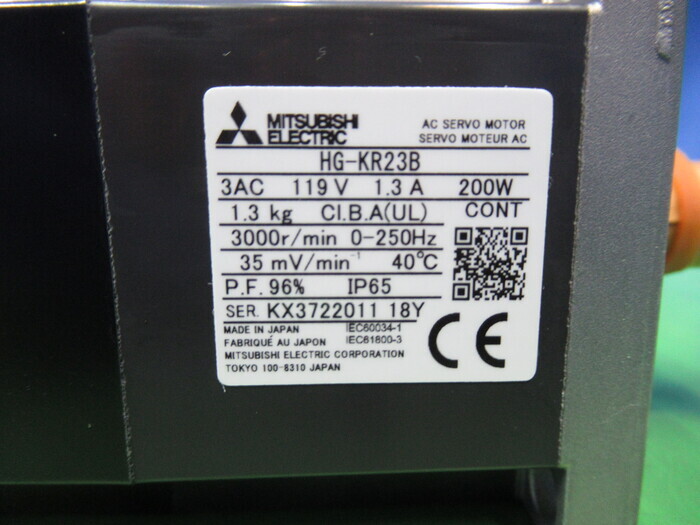 MITSUBISHI
ELECTRIC
AC SERVO MOTOR
SERVO MOTEUR AC
HG-KR23B
3AC 119 V 1.3 A 200W
1.3 kg Cl.B.A(UL) CONT
3000r/min 0-250Hz
35 mV/min⁻¹ 40℃
P.F. 96% IP65
SER. KX3722011 18Y
MADE IN JAPAN IEC60034-1
FABRIQUÉ AU JAPON IEC61800-3
MITSUBISHI ELECTRIC CORPORATION
TOKYO 100-8310 JAPAN
CE